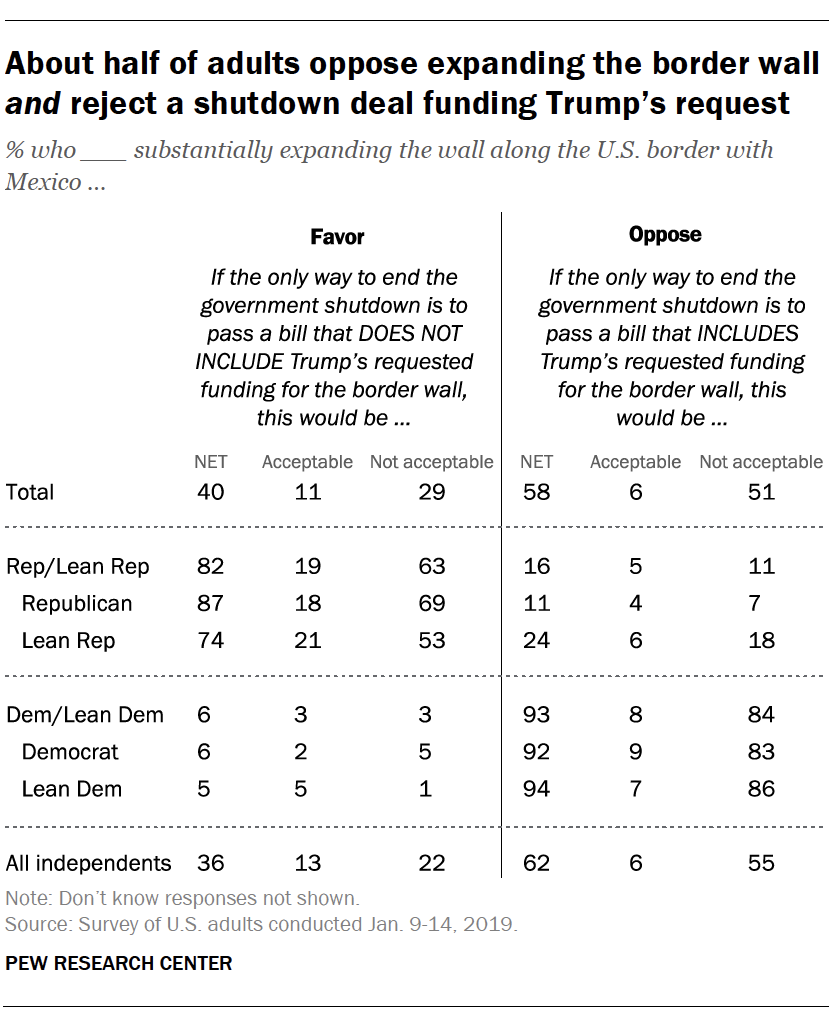 About half of adults oppose expanding the border wall
and reject a shutdown deal funding Trump's request
% who ___ substantially expanding the wall along the U.S. border with
Mexico ...
Favor
If the only way to end the
government shutdown is to
pass a bill that DOES NOT
INCLUDE Trump's requested
funding for the border wall,
this would be ...
Oppose
If the only way to end the
government shutdown is to
pass a bill that INCLUDES
Trump's requested funding
for the border wall, this
would be ...
NET Acceptable Not acceptable NET Acceptable Not acceptable
Total 40 11 29 58 6 51
Rep/Lean Rep 82 19 63 16 5 11
Republican 87 18 69 11 4 7
Lean Rep 74 21 53 24 6 18
Dem/Lean Dem 6 3 3 93 8 84
Democrat 6 2 5 92 9 83
Lean Dem 5 5 1 94 7 86
All independents 36 13 22 62 6 55
Note: Don't know responses not shown.
Source: Survey of U.S. adults conducted Jan. 9-14, 2019.
PEW RESEARCH CENTER